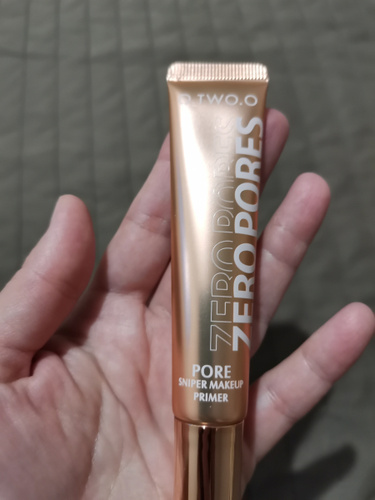 O.TWO.O
ZERO PORES
ZERO PORES
PORE
SNIPER MAKEUP
PRIMER